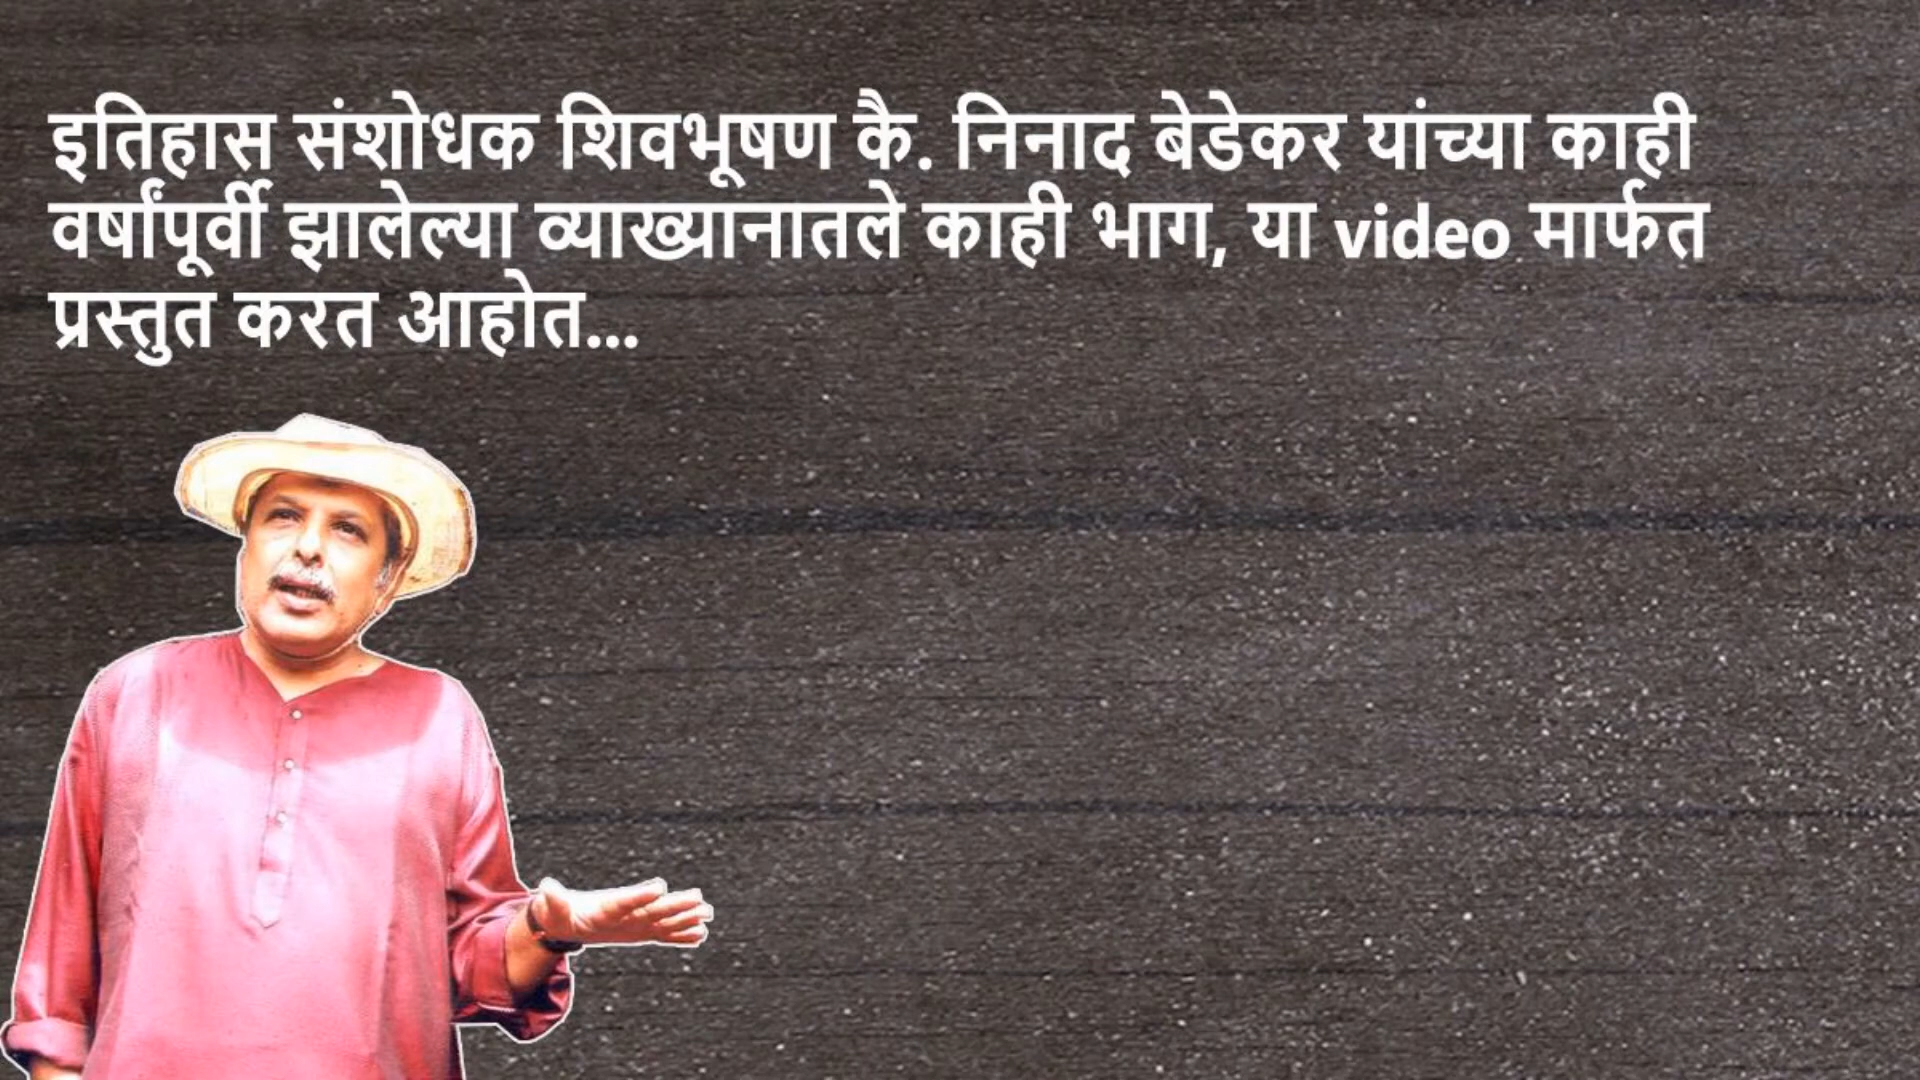 इतिहास संशोधक शिवभूषण कै. निनाद बेडेकर यांच्या काही
वर्षांपूर्वी झालेल्या व्याख्यानातले काही भाग, या video मार्फत
प्रस्तुत करत आहोत...